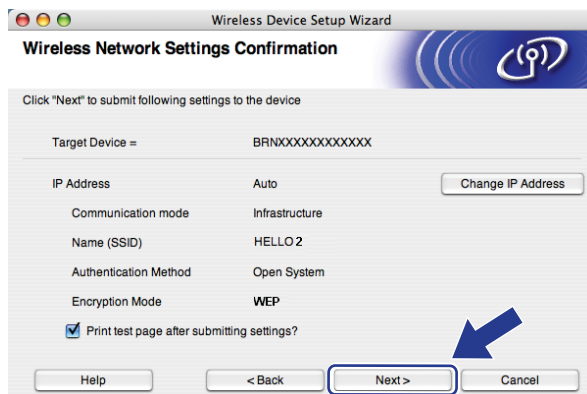 Wireless Device Setup Wizard
Wireless Network Settings Confirmation
Click "Next" to submit following settings to the device
Target Device = BRNXXXXXXXXXXXX
IP Address Auto Change IP Address
Communication mode Infrastructure
Name (SSID) HELLO 2
Authentication Method Open System
Encryption Mode WEP
Print test page after submitting settings?
Help < Back Next > Cancel